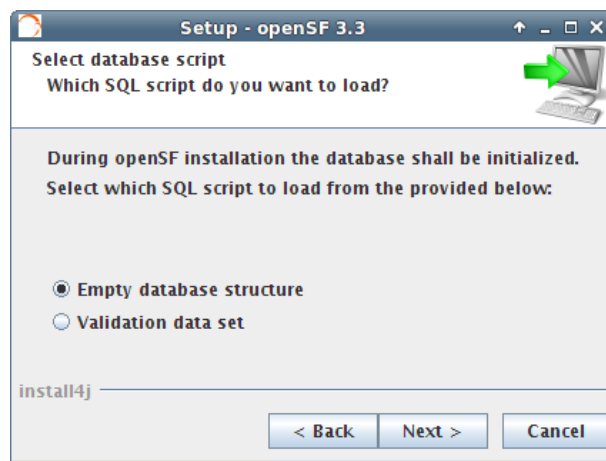 Setup - openSF 3.3
Select database script
Which SQL script do you want to load?
During openSF installation the database shall be initialized.
Select which SQL script to load from the provided below:
Empty database structure
Validation data set
install4j
< Back Next > Cancel